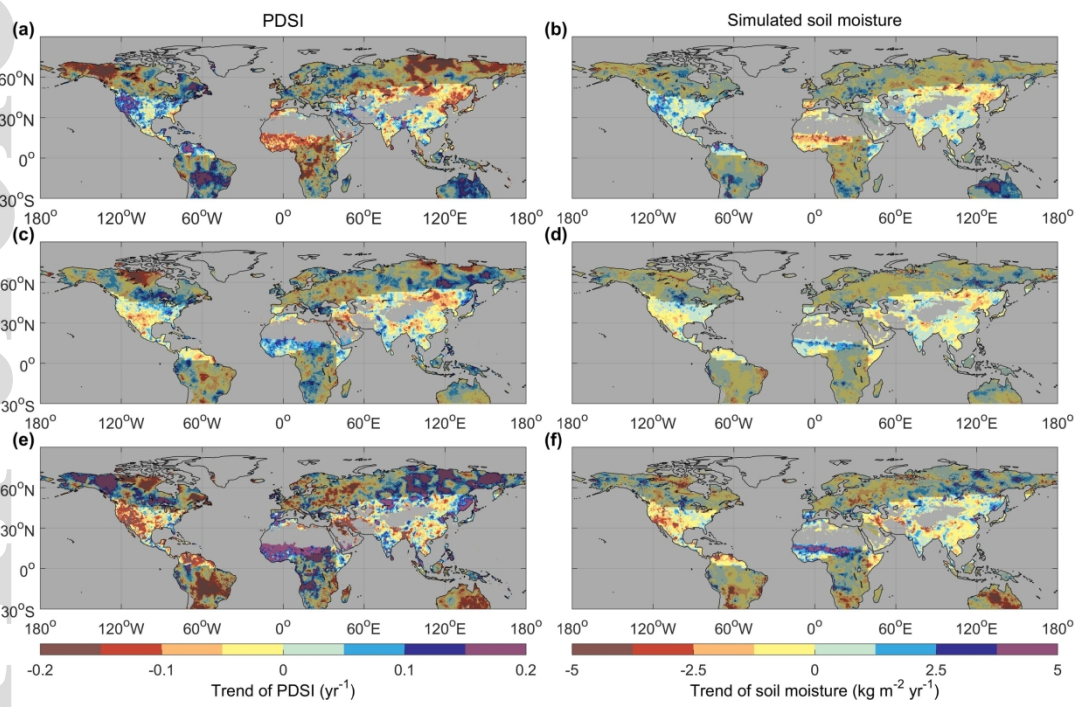 PDSI
Simulated soil moisture
(a)
(b)
60°N
30°N
0°
30°S
180° 120°W 60°W 0° 60°E 120°E 180°
180° 120°W 60°W 0° 60°E 120°E 180°
(c)
(d)
60°N
30°N
0°
30°S
180° 120°W 60°W 0° 60°E 120°E 180°
180° 120°W 60°W 0° 60°E 120°E 180°
(e)
(f)
60°N
30°N
0°
30°S
180° 120°W 60°W 0° 60°E 120°E 180°
180° 120°W 60°W 0° 60°E 120°E 180°
-0.2 -0.1 0 0.1 0.2
-5 -2.5 0 2.5 5
Trend of PDSI (yr⁻¹)
Trend of soil moisture (kg m⁻² yr⁻¹)